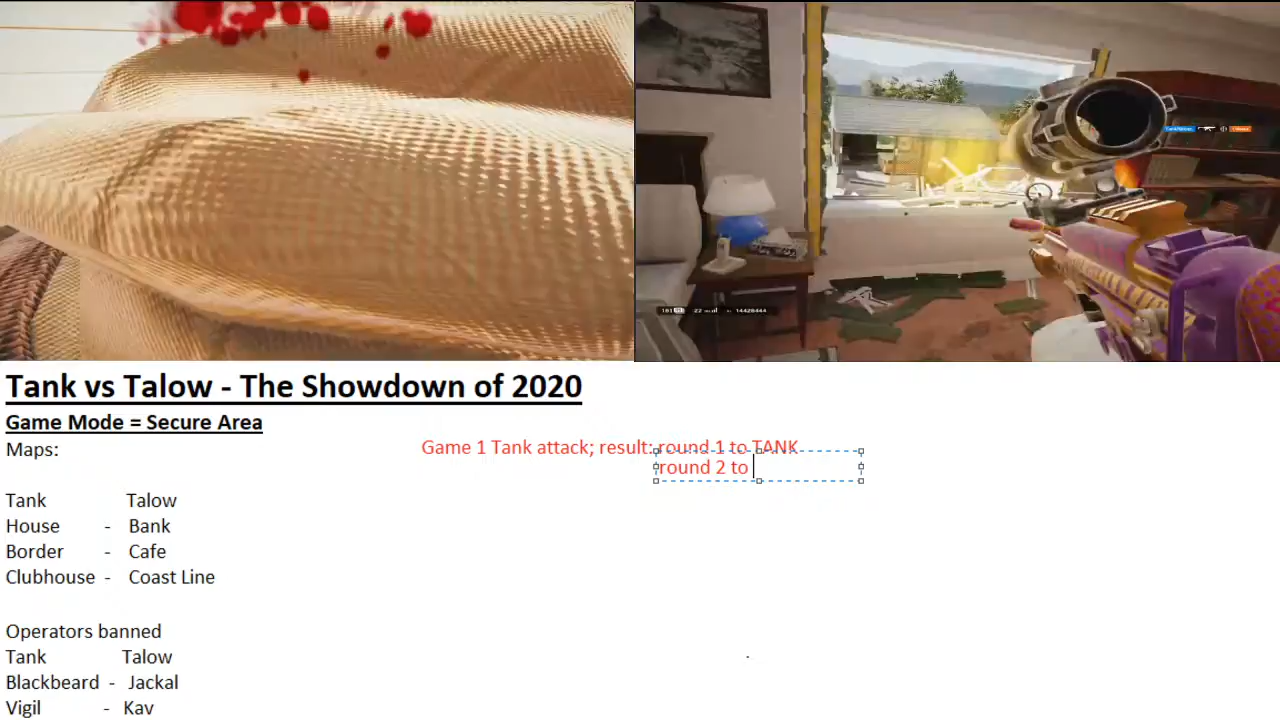 Tank vs Talow - The Showdown of 2020
Game Mode = Secure Area
Maps:
Game 1 Tank attack; result: round 1 to TANK
round 2 to
Tank Talow
House - Bank
Border - Cafe
Clubhouse - Coast Line
Operators banned
Tank Talow
Blackbeard - Jackal
Vigil - Kav